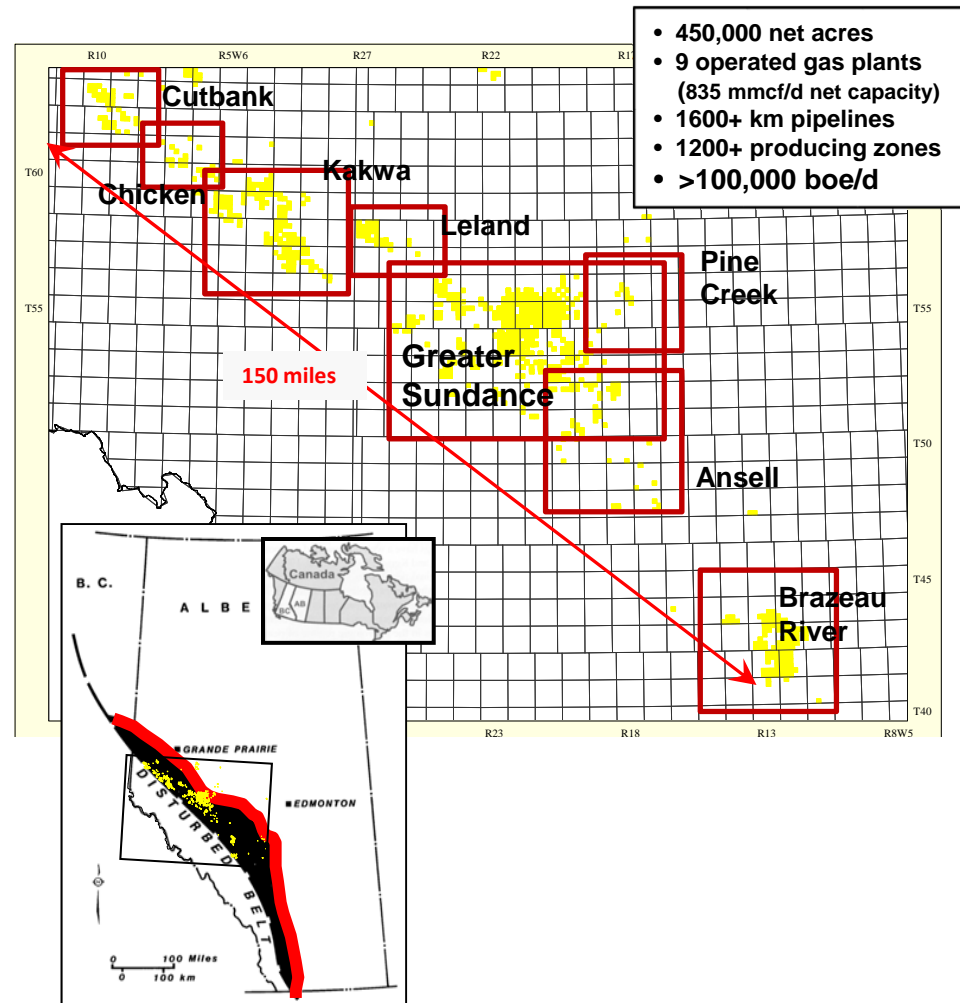 • 450,000 net acres
• 9 operated gas plants
(835 mmcf/d net capacity)
• 1600+ km pipelines
• 1200+ producing zones
• >100,000 boe/d
R10
R5W6
R27
R22
Cutbank
T60
Kakwa
Chicken
Leland
Pine
Creek
T55
T55
Greater
Sundance
150 miles
T50
Ansell
T45
Brazeau
River
T40
R23
R18
R13
R8W5
B. C.
ALBE
Canada
BC
AB
GRANDE PRAIRIE
EDMONTON
DISTURBED BELT
0 100 Miles
0 100 km